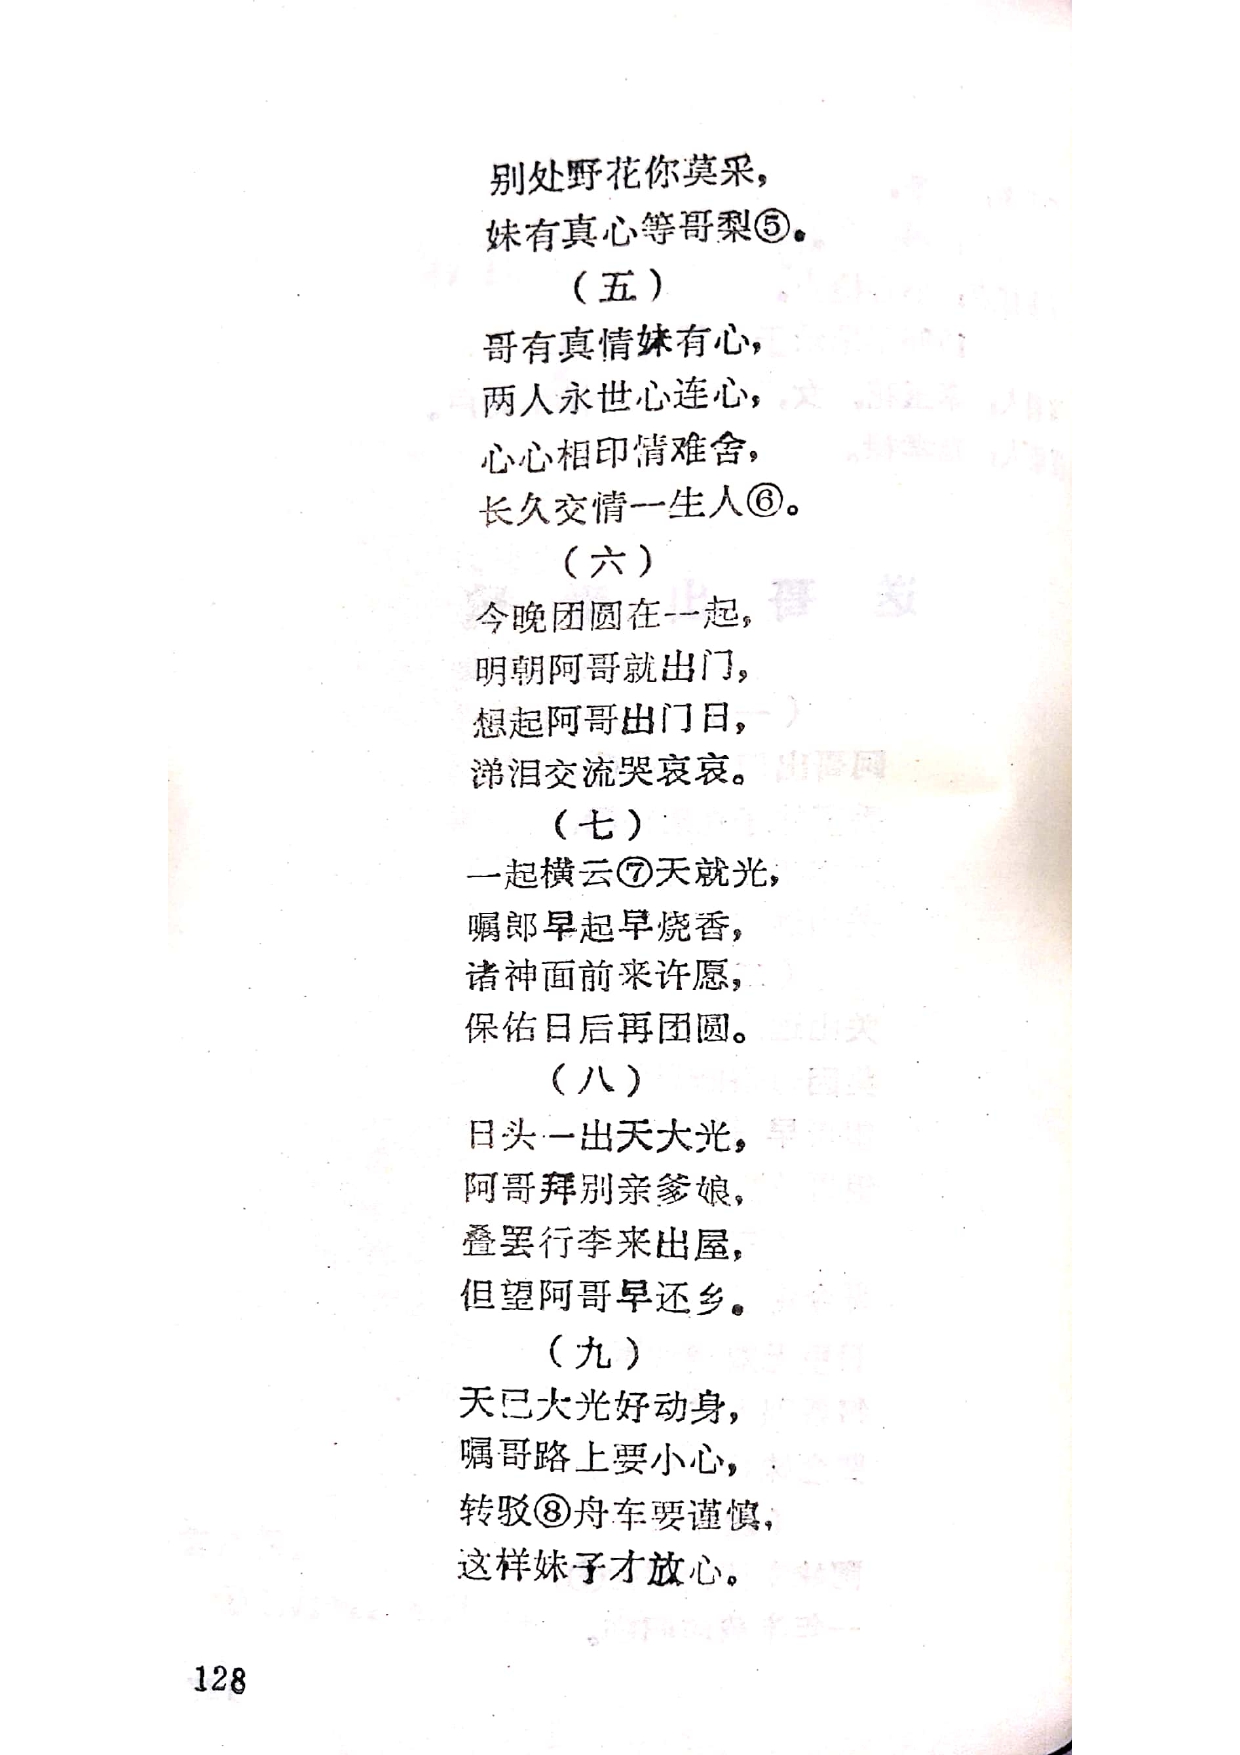 别处野花你莫采，
妹有真心等哥梨⑤。
（五）
哥有真情妹有心，
两人永世心连心，
心心相印情难舍，
长久交情一生人⑥。
（六）
今晚团圆在一起，
明朝阿哥就出门，
想起阿哥出门日，
涕泪交流哭哀哀。
（七）
一起横云⑦天就光，
嘱郎早起早烧香，
诸神面前来许愿，
保佑日后再团圆。
（八）
日头一出天大光，
阿哥拜别亲爹娘，
叠罢行李来出屋，
但望阿哥早还乡。
（九）
天已大光好动身，
嘱哥路上要小心，
转驳⑧舟车要谨慎，
这样妹子才放心。
128